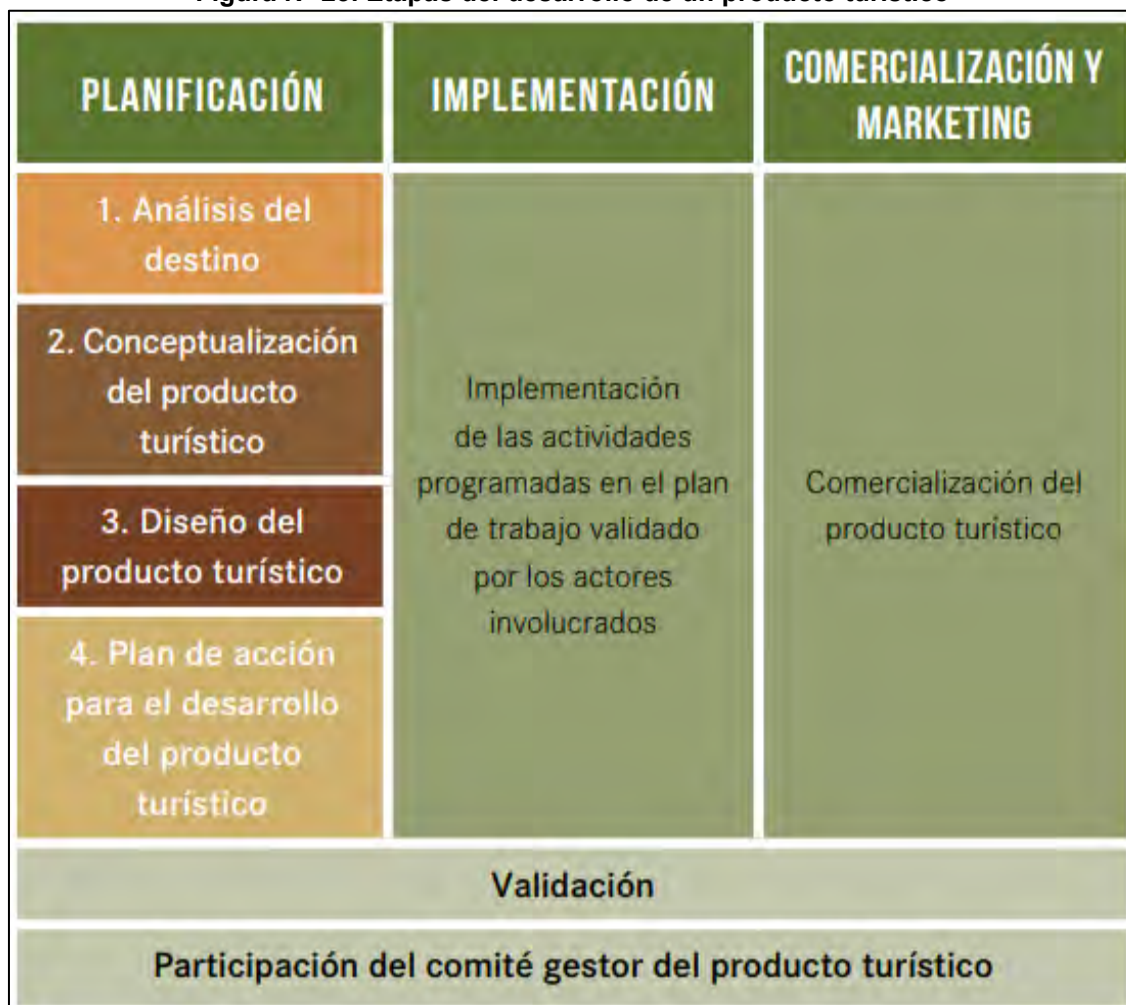 PLANIFICACIÓN
1. Análisis del
destino
2. Conceptualización
del producto
turístico
3. Diseño del
producto turístico
4. Plan de acción
para el desarrollo
del producto
turístico
IMPLEMENTACIÓN
Implementación
de las actividades
programadas en el plan
de trabajo validado
por los actores
involucrados
COMERCIALIZACIÓN Y
MARKETING
Comercialización del
producto turístico
Validación
Participación del comité gestor del producto turístico